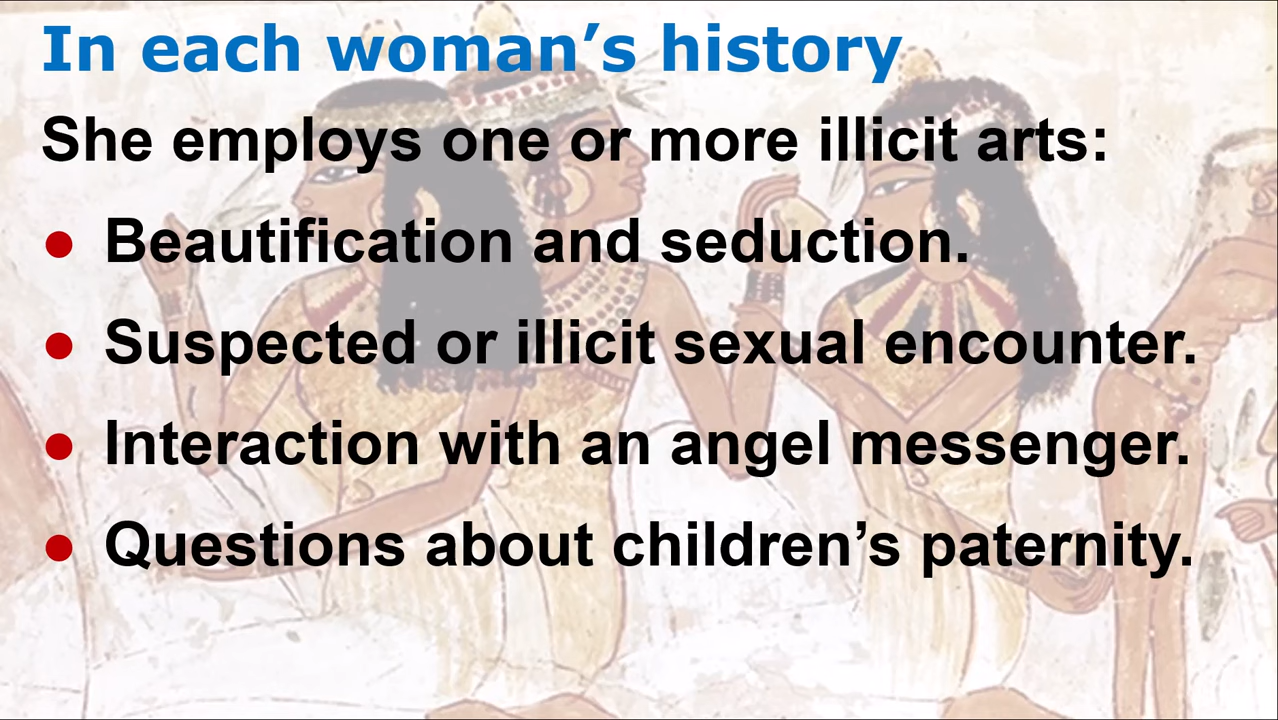 In each woman’s history
She employs one or more illicit arts:
● Beautification and seduction.
● Suspected or illicit sexual encounter.
● Interaction with an angel messenger.
● Questions about children’s paternity.